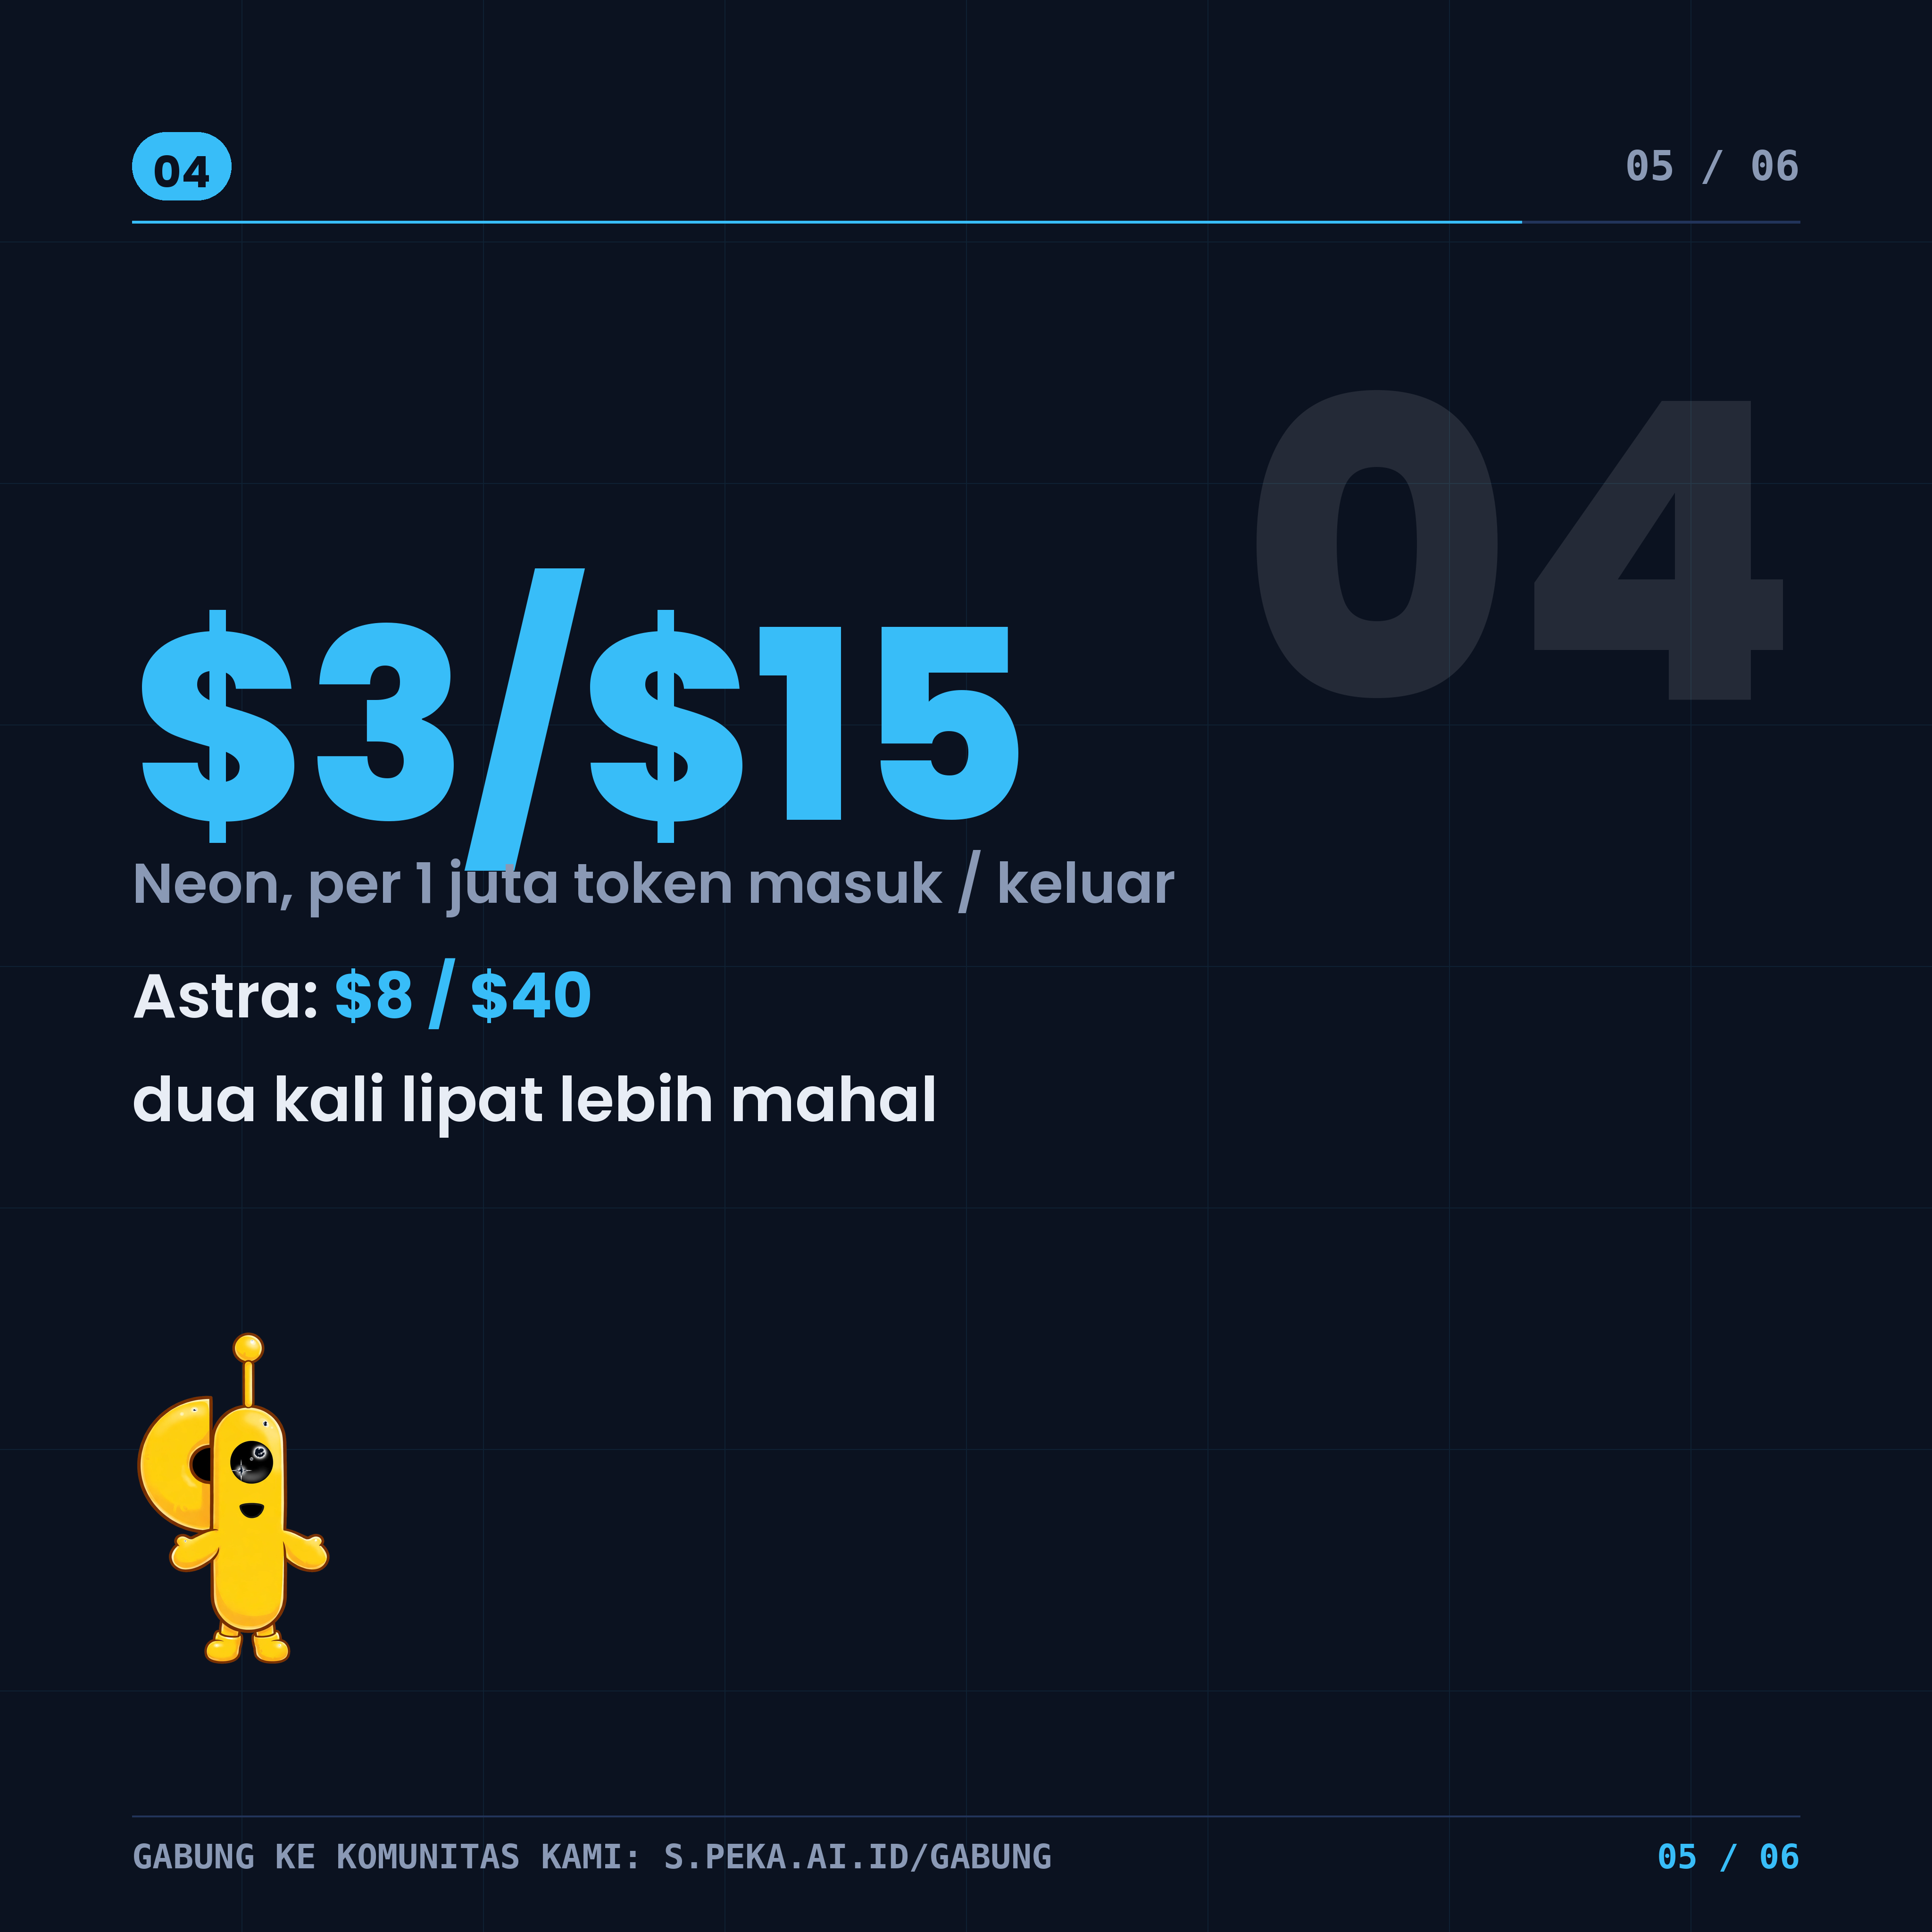 04
05 / 06
04
$3/$15
Neon, per 1 juta token masuk / keluar
Astra: $8 / $40
dua kali lipat lebih mahal
GABUNG KE KOMUNITAS KAMI: S.PEKA.AI.ID/GABUNG
05 / 06